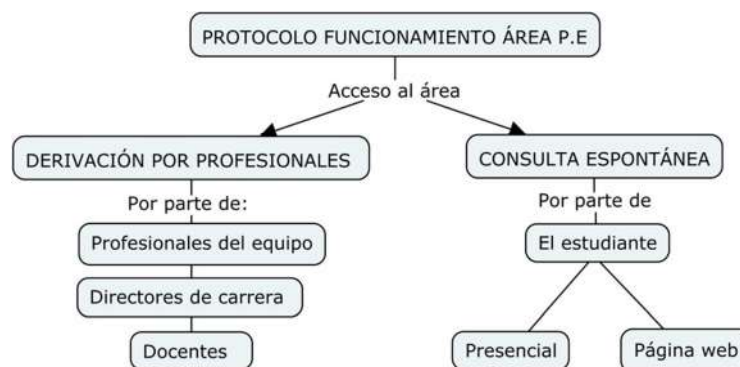 PROTOCOLO FUNCIONAMIENTO ÁREA P.E
Acceso al área
DERIVACIÓN POR PROFESIONALES
Por parte de:
Profesionales del equipo
Directores de carrera
Docentes
CONSULTA ESPONTÁNEA
Por parte de
El estudiante
Presencial
Página web